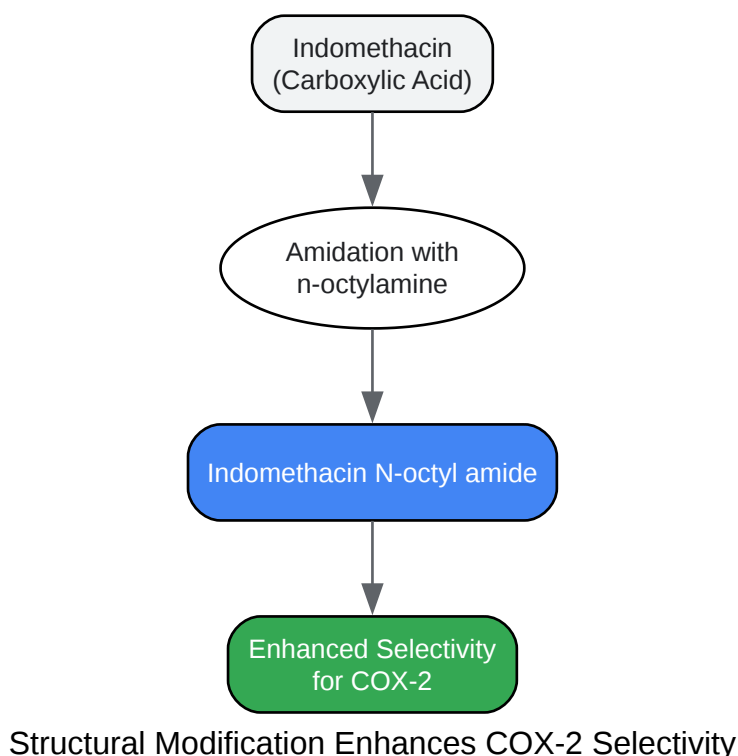 Indomethacin
(Carboxylic Acid)
Amidation with
n-octylamine
Indomethacin N-octyl amide
Enhanced Selectivity
for COX-2
Structural Modification Enhances COX-2 Selectivity